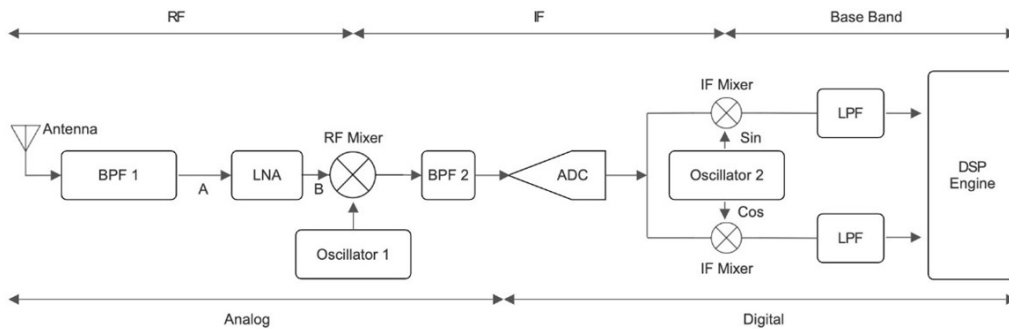 RF
IF
Base Band
Antenna
BPF 1
A
LNA
B
RF Mixer
Oscillator 1
BPF 2
ADC
IF Mixer
Sin
Oscillator 2
Cos
IF Mixer
LPF
LPF
DSP
Engine
Analog
Digital